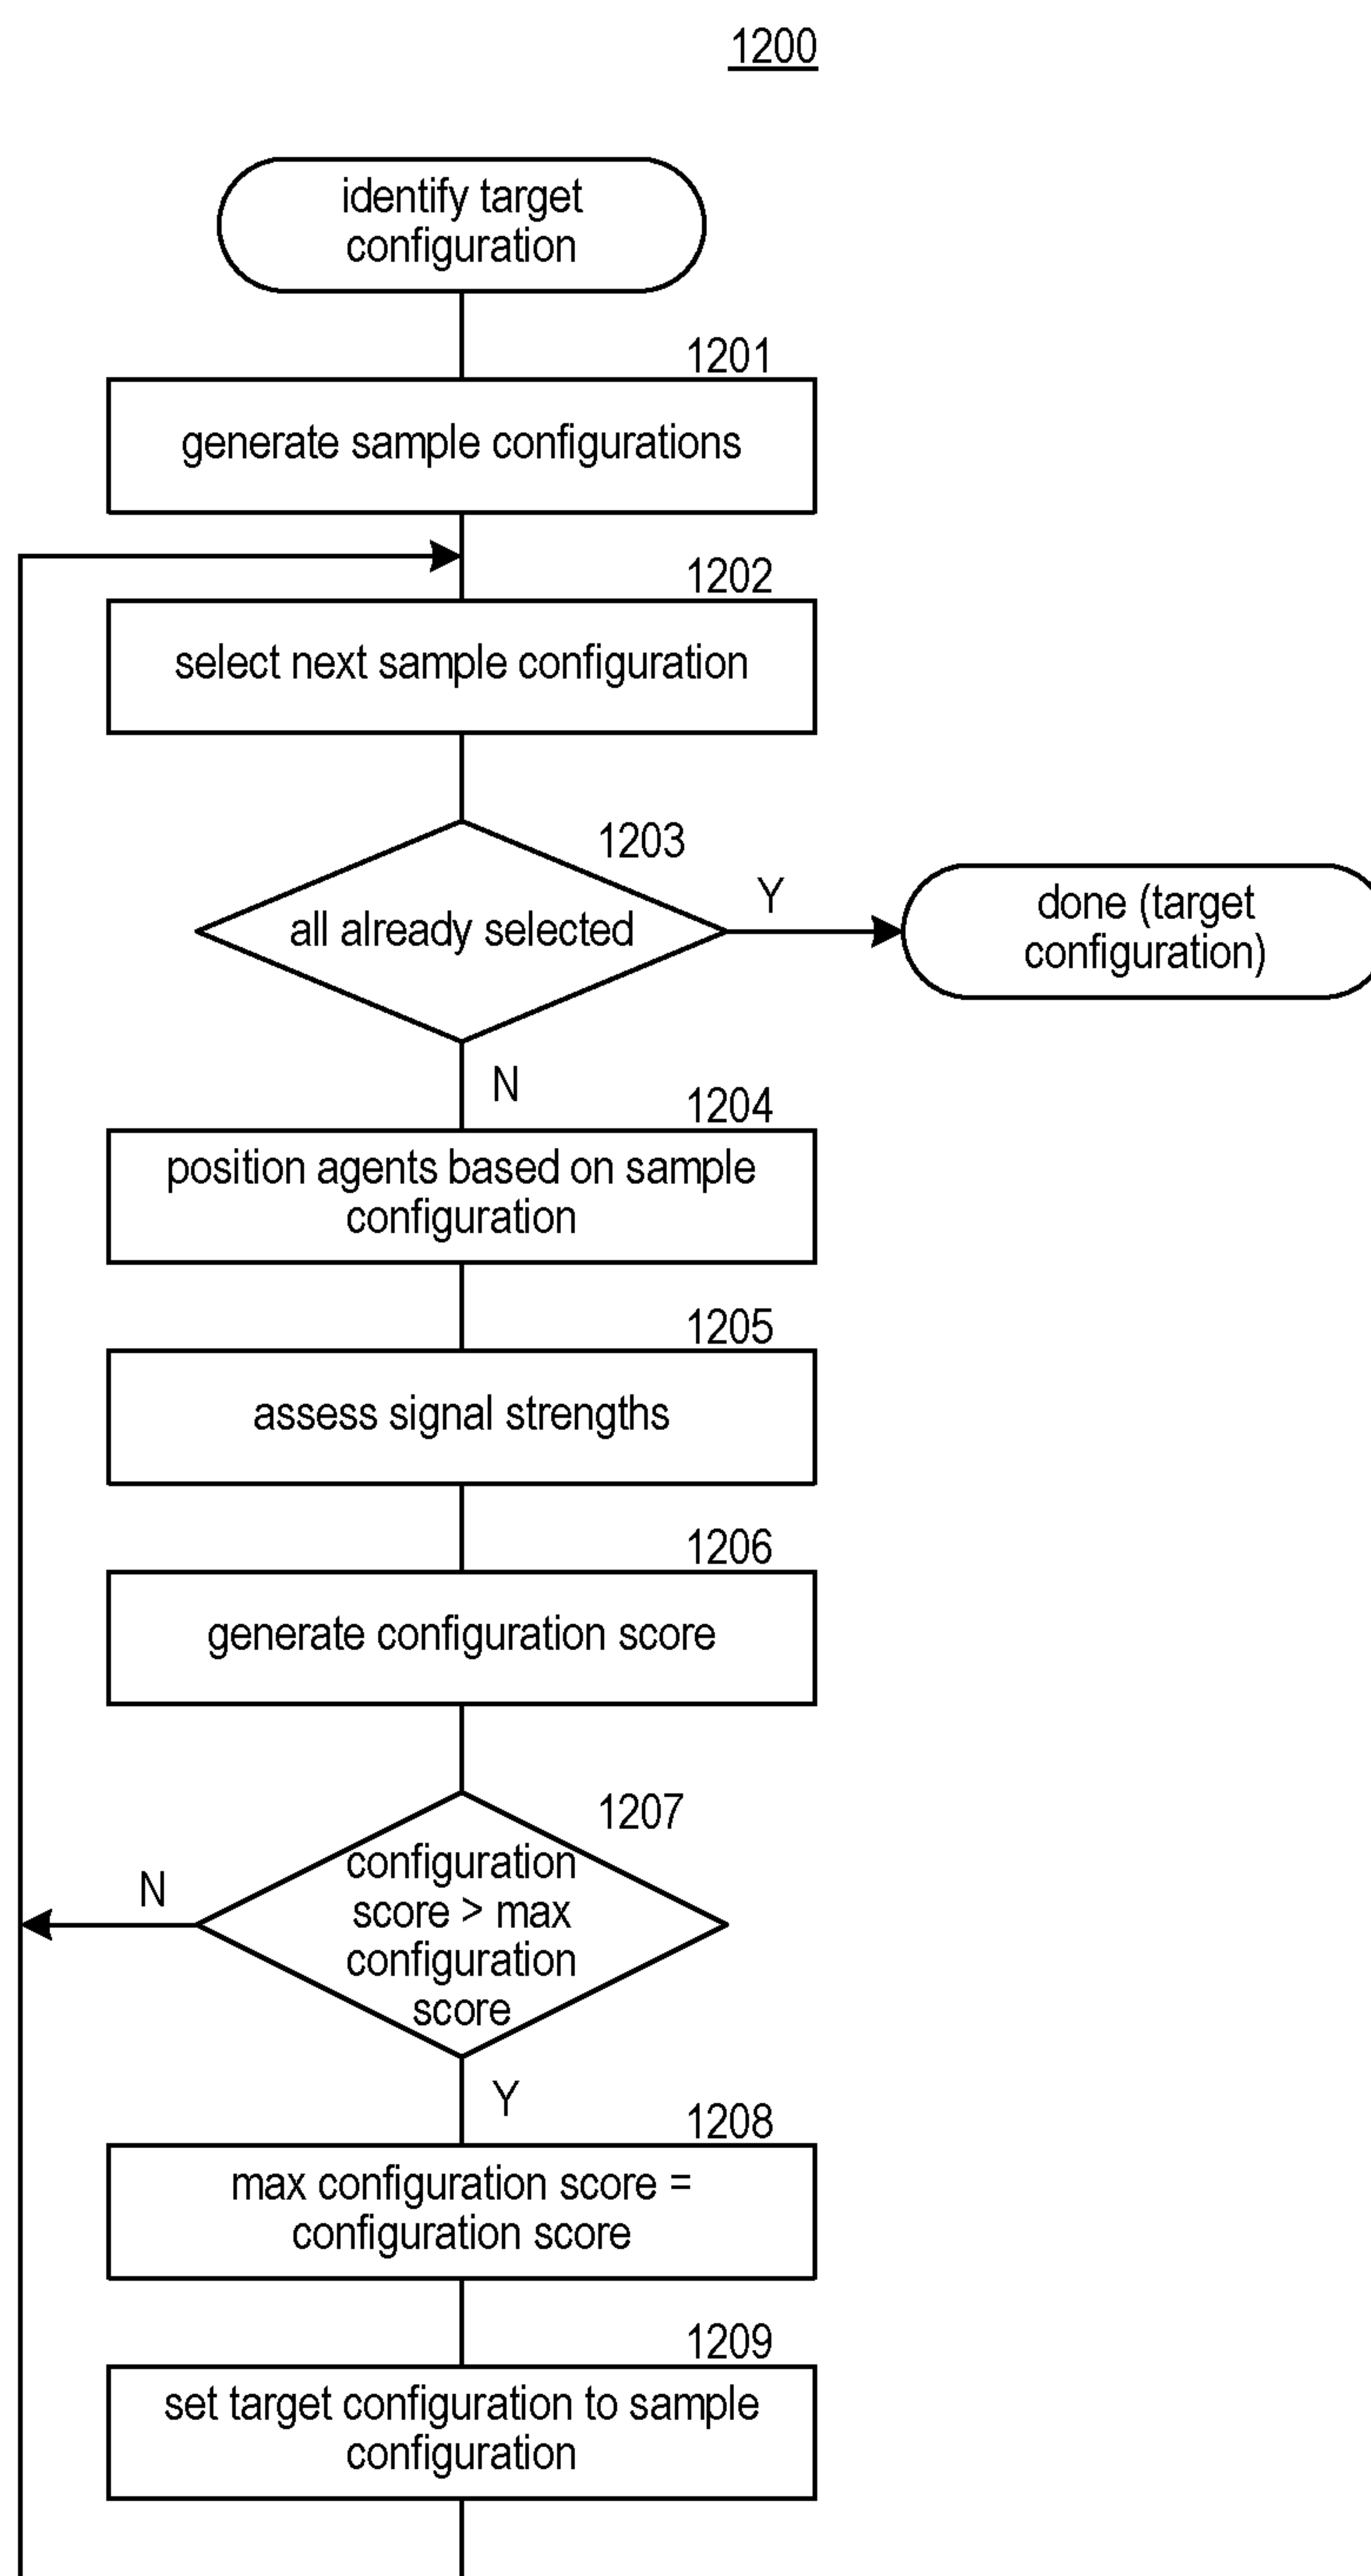 1200
identify target
configuration
1201
generate sample configurations
1202
select next sample configuration
1203
all already selected
Y
done (target
configuration)
N
1204
position agents based on sample
configuration
1205
assess signal strengths
1206
generate configuration score
1207
configuration
score > max
configuration
score
N
Y
1208
max configuration score =
configuration score
1209
set target configuration to sample
configuration